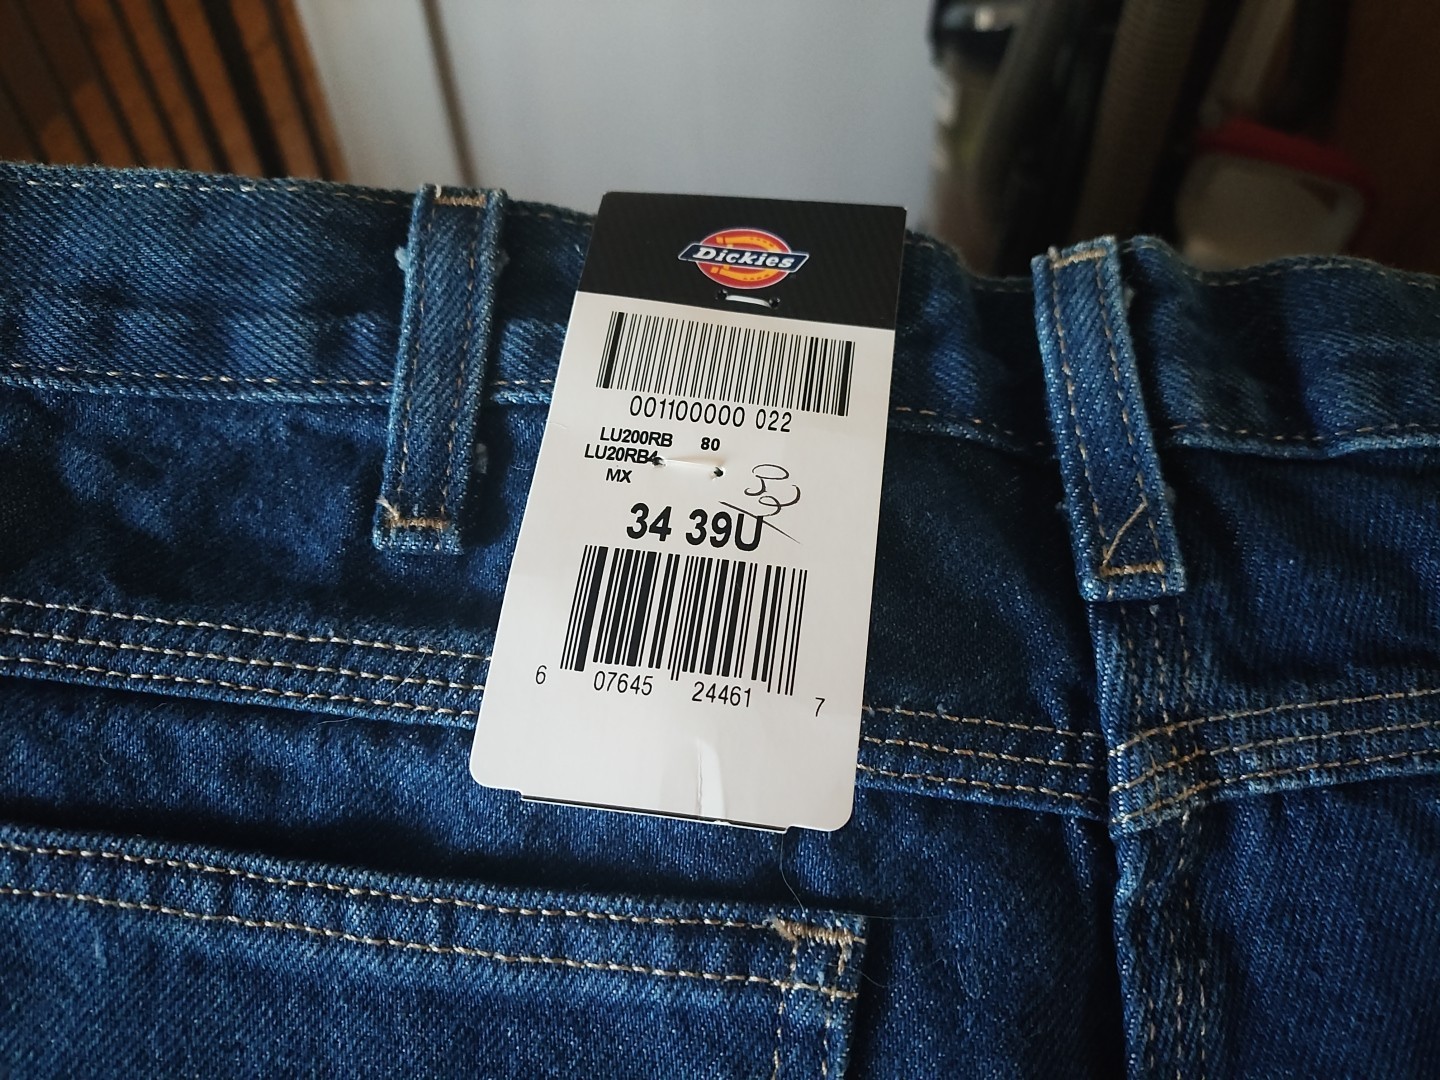 Dickies
001100000 022
LU200RB 80
LU20RB4
MX
32
34 39U
6 07645 24461 7